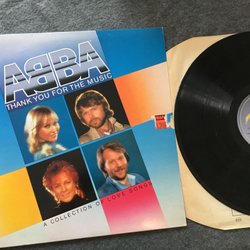 ABBA
THANK YOU FOR THE MUSIC
A COLLECTION OF LOVE SONGS